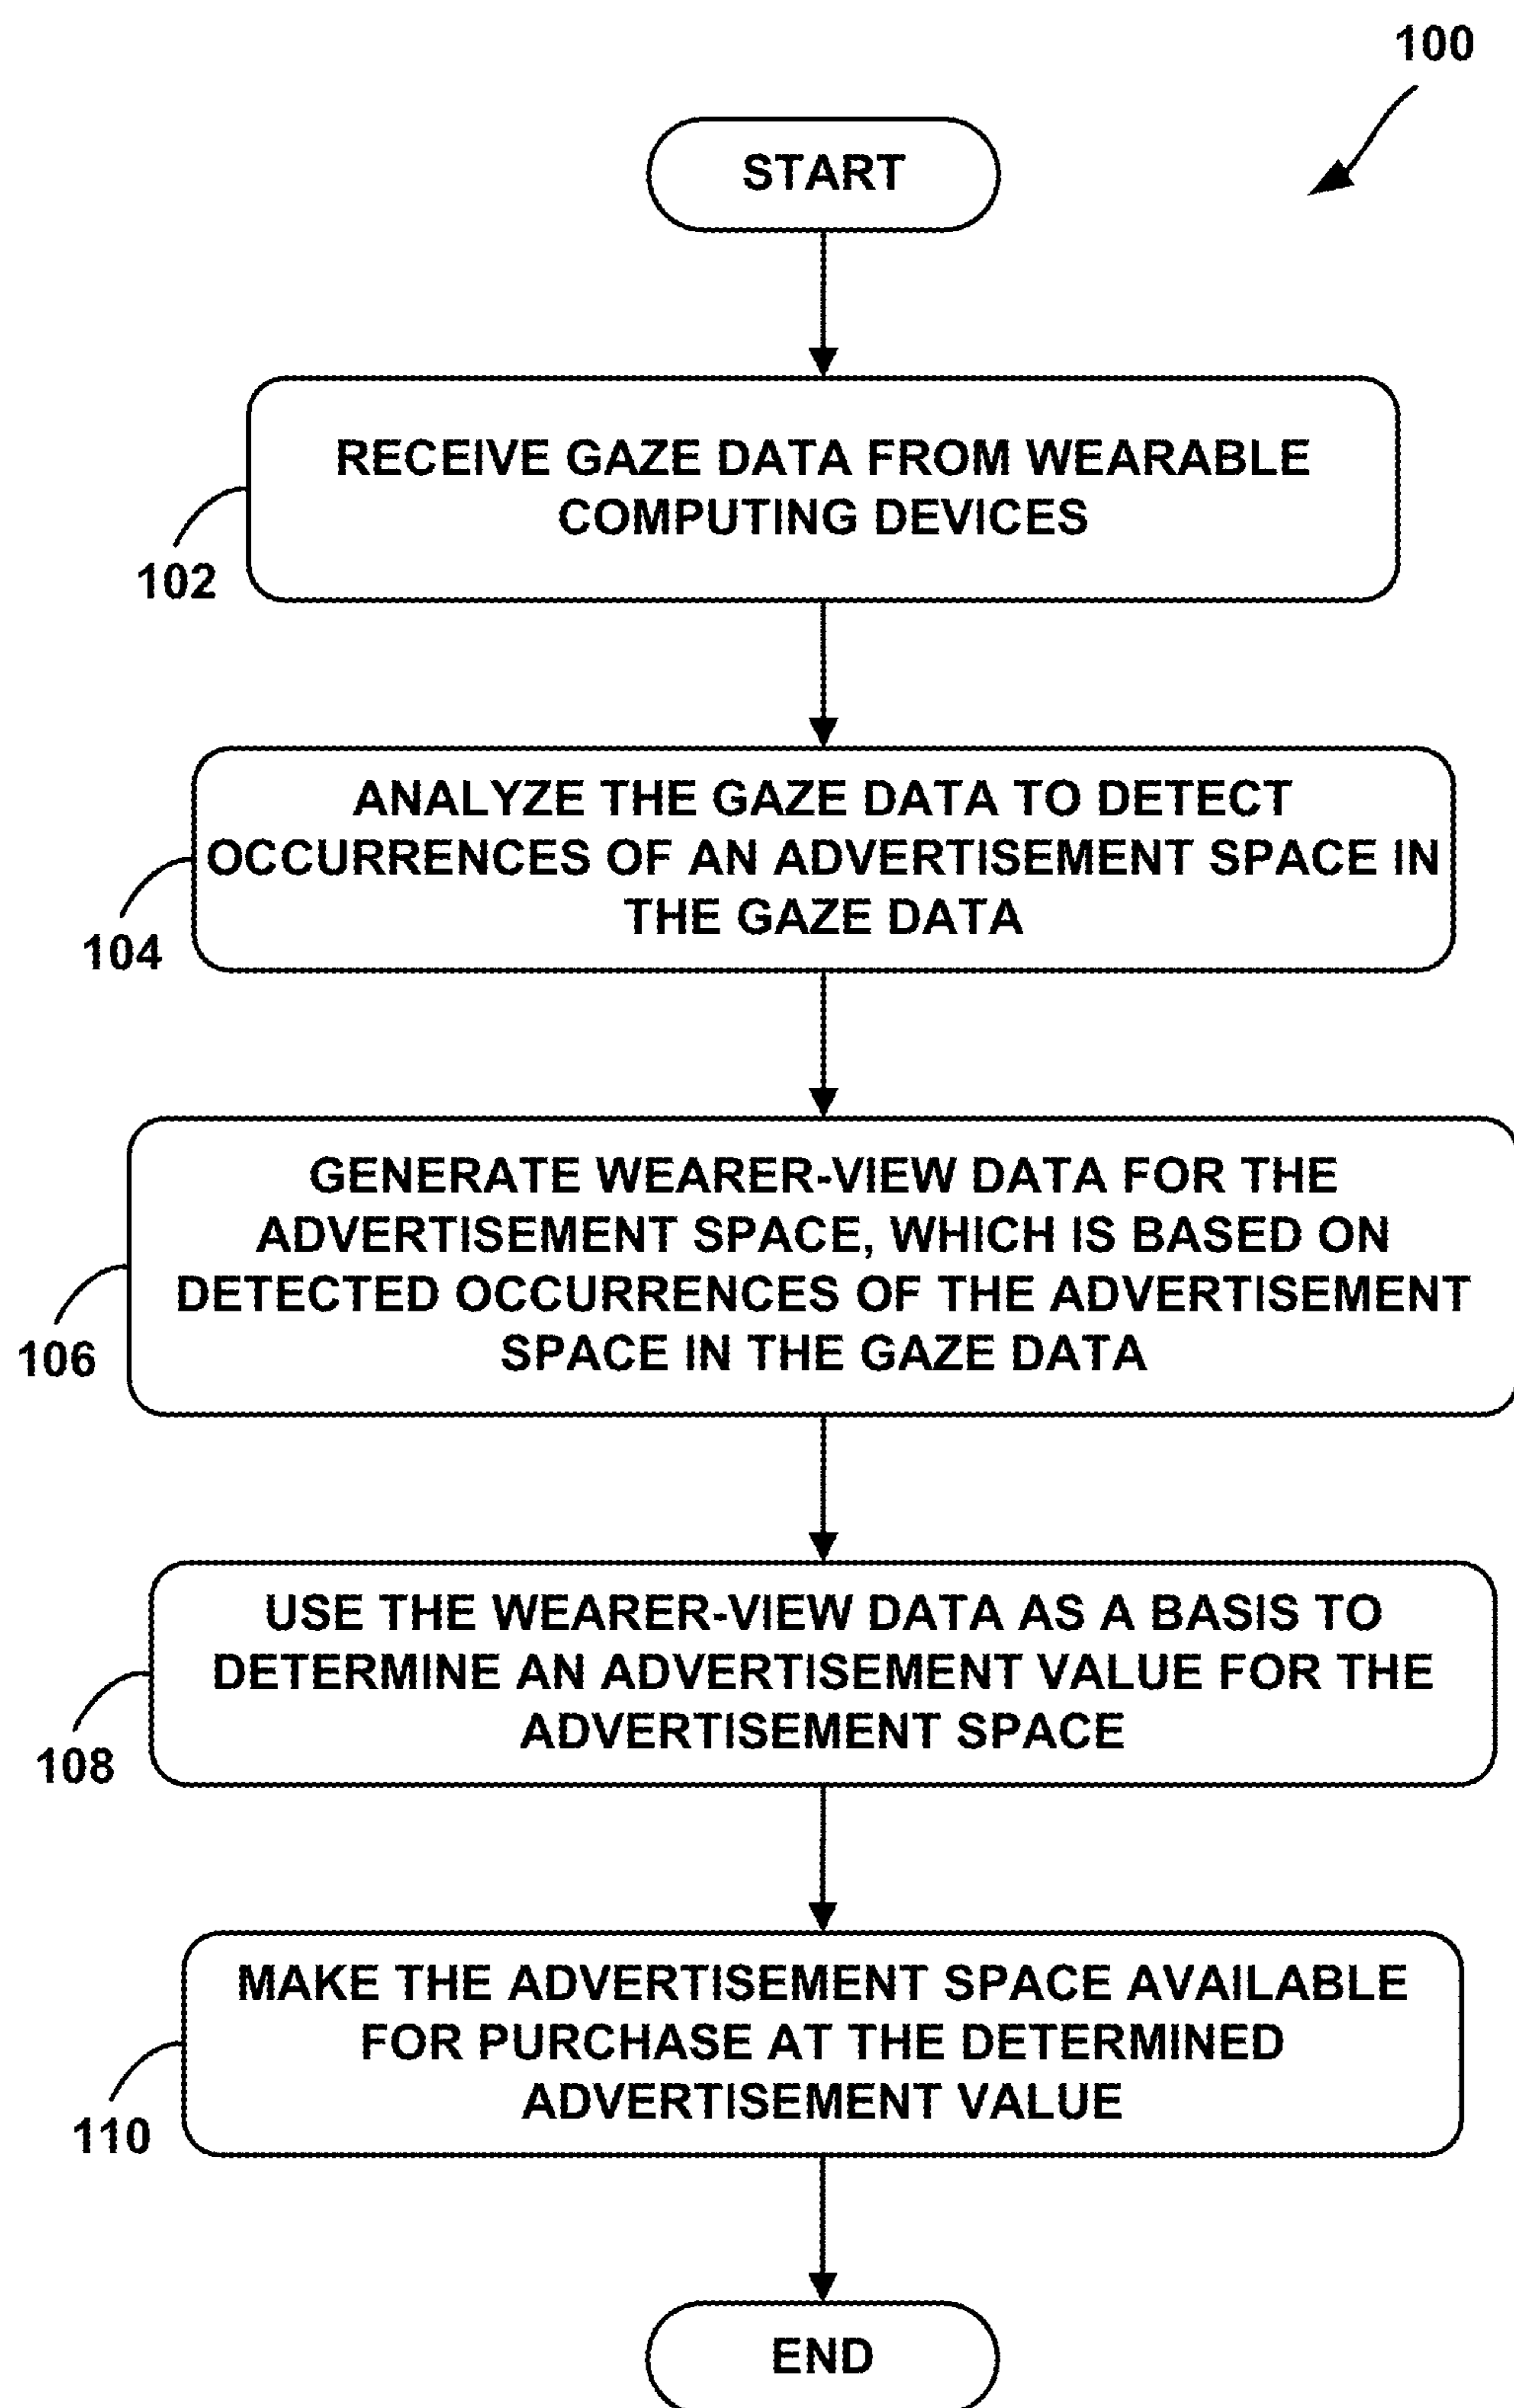 100
START
RECEIVE GAZE DATA FROM WEARABLE
COMPUTING DEVICES
102
ANALYZE THE GAZE DATA TO DETECT
OCCURRENCES OF AN ADVERTISEMENT SPACE IN
THE GAZE DATA
104
GENERATE WEARER-VIEW DATA FOR THE
ADVERTISEMENT SPACE, WHICH IS BASED ON
DETECTED OCCURRENCES OF THE ADVERTISEMENT
SPACE IN THE GAZE DATA
106
USE THE WEARER-VIEW DATA AS A BASIS TO
DETERMINE AN ADVERTISEMENT VALUE FOR THE
ADVERTISEMENT SPACE
108
MAKE THE ADVERTISEMENT SPACE AVAILABLE
FOR PURCHASE AT THE DETERMINED
ADVERTISEMENT VALUE
110
END